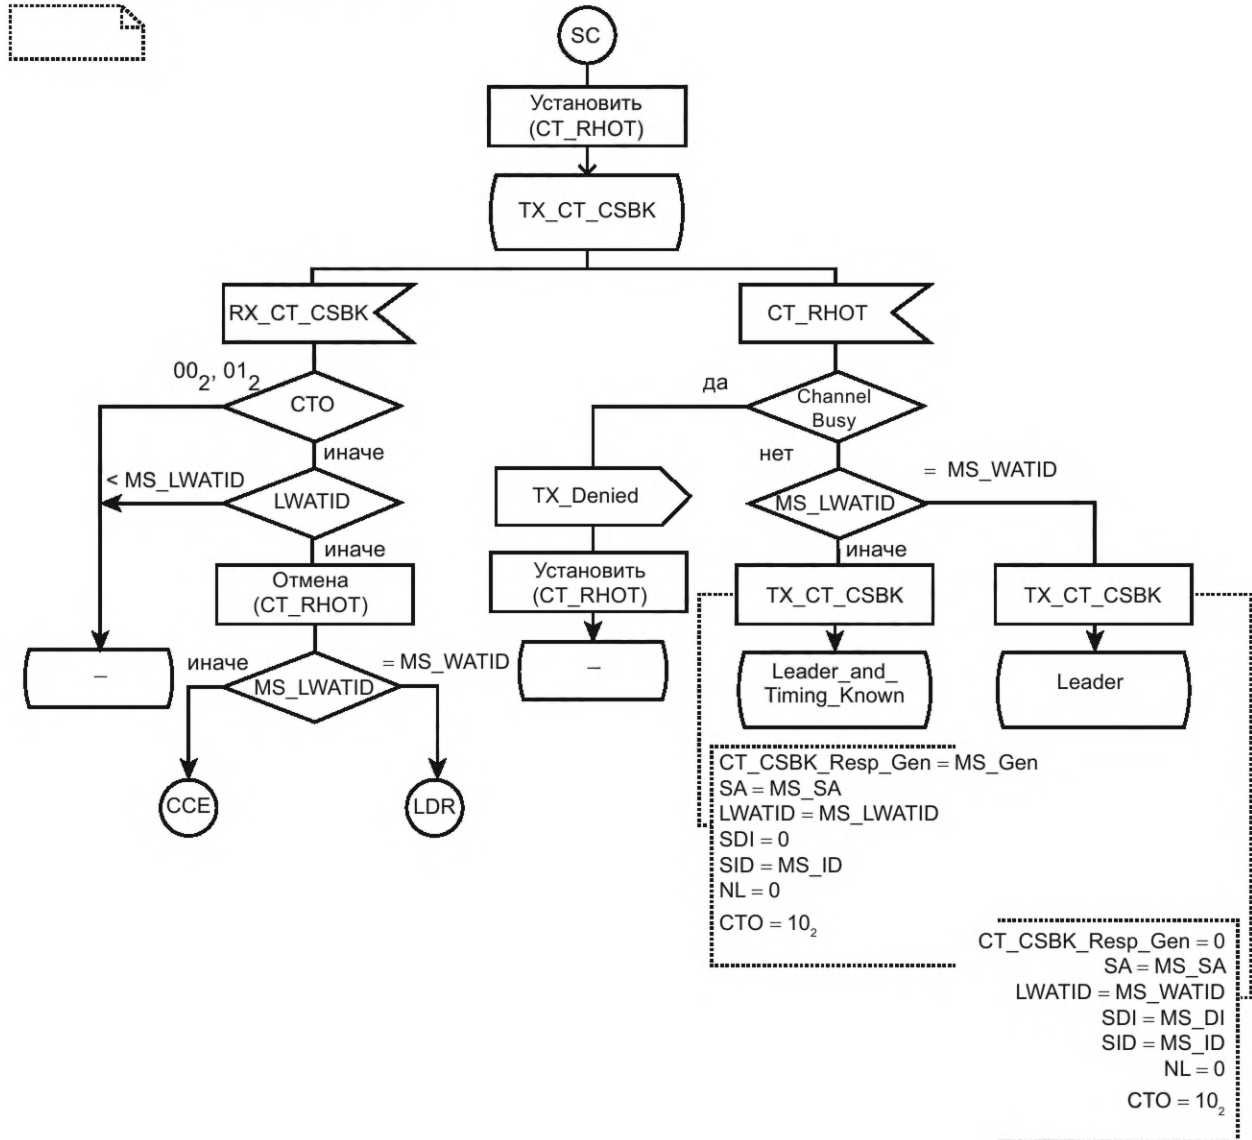 SC
Установить
(CT_RHOT)
TX_CT_CSBK
RX_CT_CSBK
CT_RHOT
00₂, 01₂
CTO
да
Channel
Busy
иначе
нет
< MS_LWATID
LWATID
TX_Denied
MS_LWATID
= MS_WATID
иначе
иначе
Отмена
(CT_RHOT)
Установить
(CT_RHOT)
TX_CT_CSBK
TX_CT_CSBK
–
иначе
MS_LWATID
= MS_WATID
–
Leader_and_
Timing_Known
Leader
CCE
LDR
CT_CSBK_Resp_Gen = MS_Gen
SA = MS_SA
LWATID = MS_LWATID
SDI = 0
SID = MS_ID
NL = 0
CTO = 10₂
CT_CSBK_Resp_Gen = 0
SA = MS_SA
LWATID = MS_WATID
SDI = MS_DI
SID = MS_ID
NL = 0
CTO = 10₂